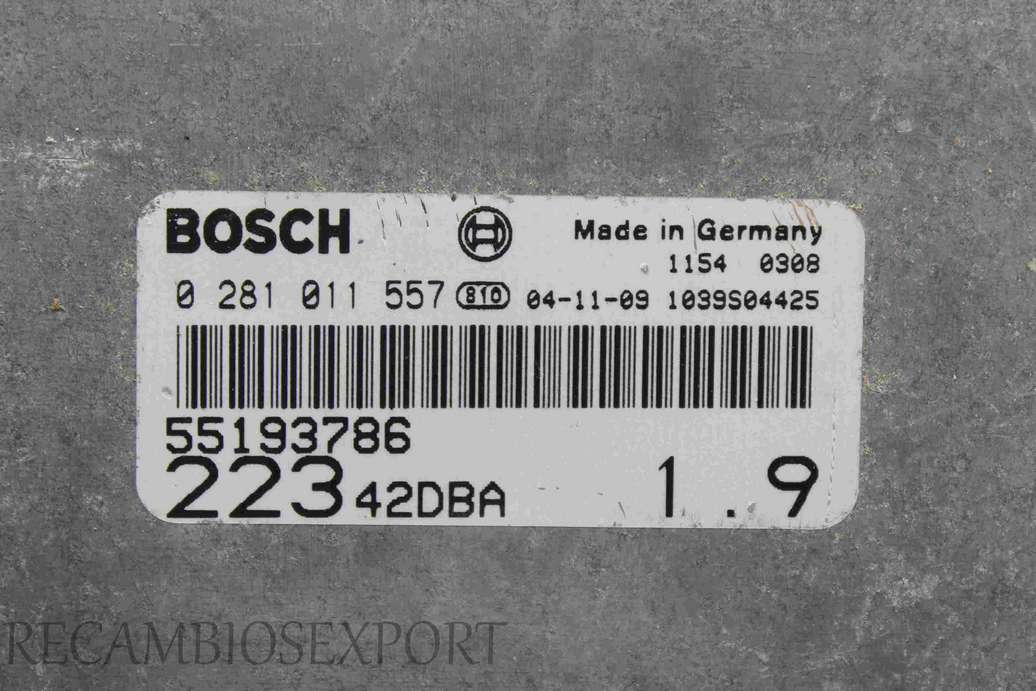 BOSCH Made in Germany
1154 0308
0 281 011 557 810 04-11-09 1039S04425
55193786
223 42DBA 1.9
RECAMBIOSEXPORT